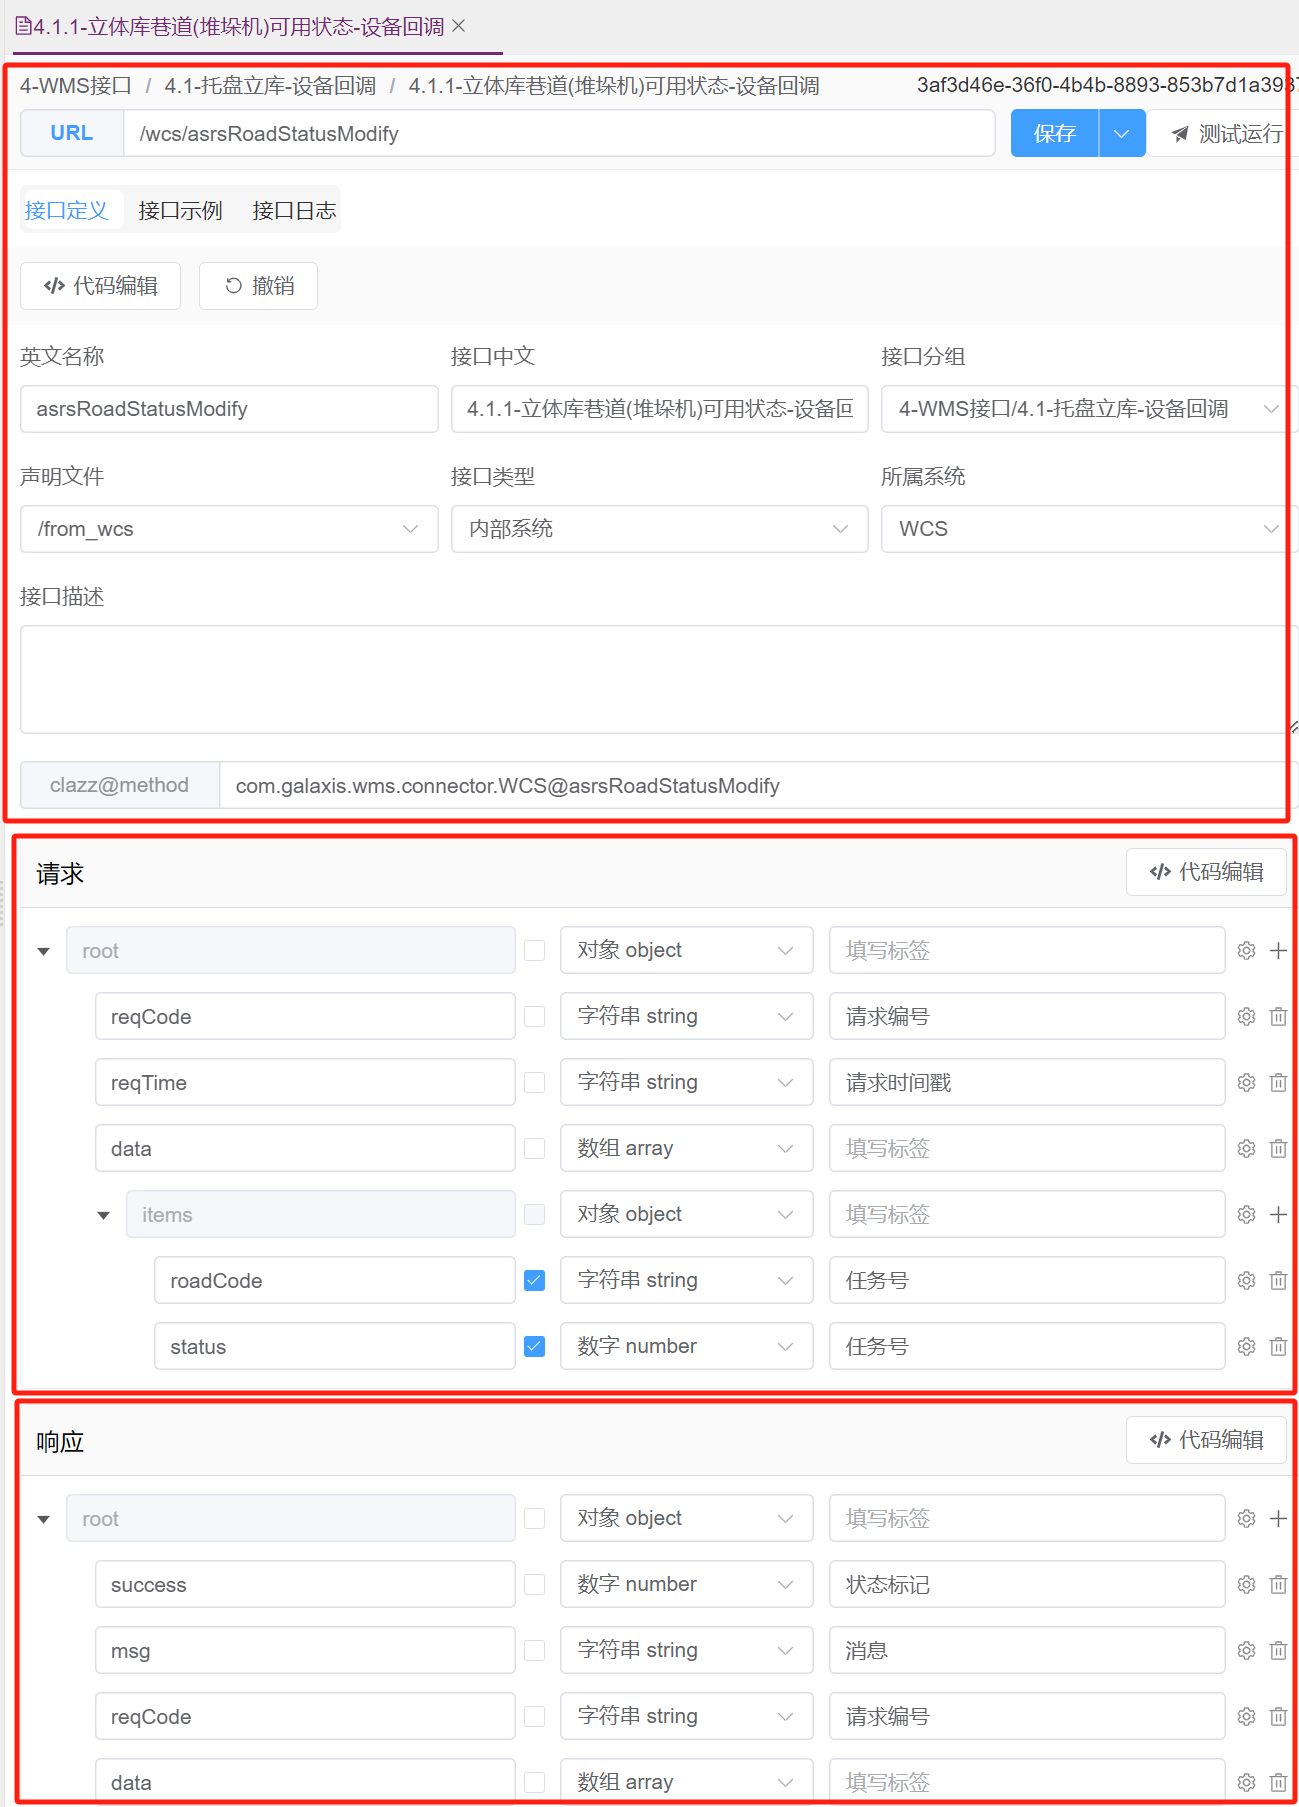 4.1.1-立体库巷道(堆垛机)可用状态-设备回调
4-WMS接口 / 4.1-托盘立库-设备回调 / 4.1.1-立体库巷道(堆垛机)可用状态-设备回调 3af3d46e-36f0-4b4b-8893-853b7d1a393
URL /wcs/asrsRoadStatusModify 保存 测试运行
接口定义 接口示例 接口日志
代码编辑 撤销
英文名称 接口中文 接口分组
asrsRoadStatusModify 4.1.1-立体库巷道(堆垛机)可用状态-设备回 4-WMS接口/4.1-托盘立库-设备回调
声明文件 接口类型 所属系统
/from_wcs 内部系统 WCS
接口描述
clazz@method com.galaxis.wms.connector.WCS@asrsRoadStatusModify
请求 代码编辑
root 对象 object 填写标签
reqCode 字符串 string 请求编号
reqTime 字符串 string 请求时间戳
data 数组 array 填写标签
items 对象 object 填写标签
roadCode 字符串 string 任务号
status 数字 number 任务号
响应 代码编辑
root 对象 object 填写标签
success 数字 number 状态标记
msg 字符串 string 消息
reqCode 字符串 string 请求编号
data 数组 array 填写标签